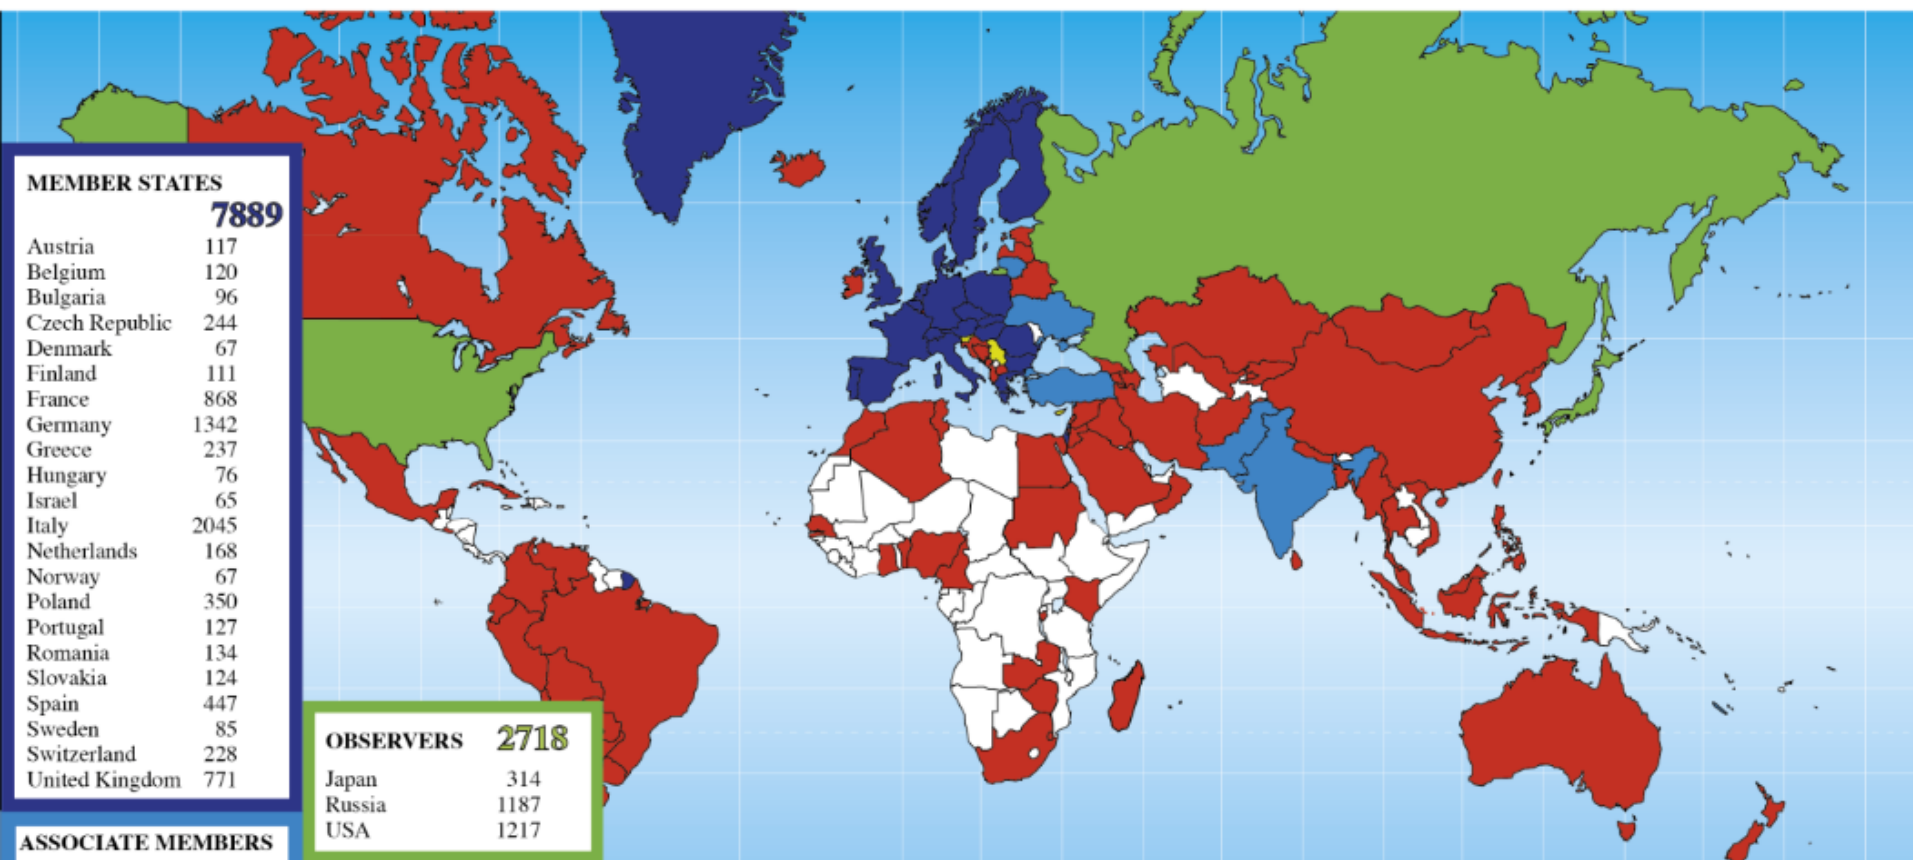 MEMBER STATES
7889
Austria 117
Belgium 120
Bulgaria 96
Czech Republic 244
Denmark 67
Finland 111
France 868
Germany 1342
Greece 237
Hungary 76
Israel 65
Italy 2045
Netherlands 168
Norway 67
Poland 350
Portugal 127
Romania 134
Slovakia 124
Spain 447
Sweden 85
Switzerland 228
United Kingdom 771
ASSOCIATE MEMBERS
OBSERVERS 2718
Japan 314
Russia 1187
USA 1217